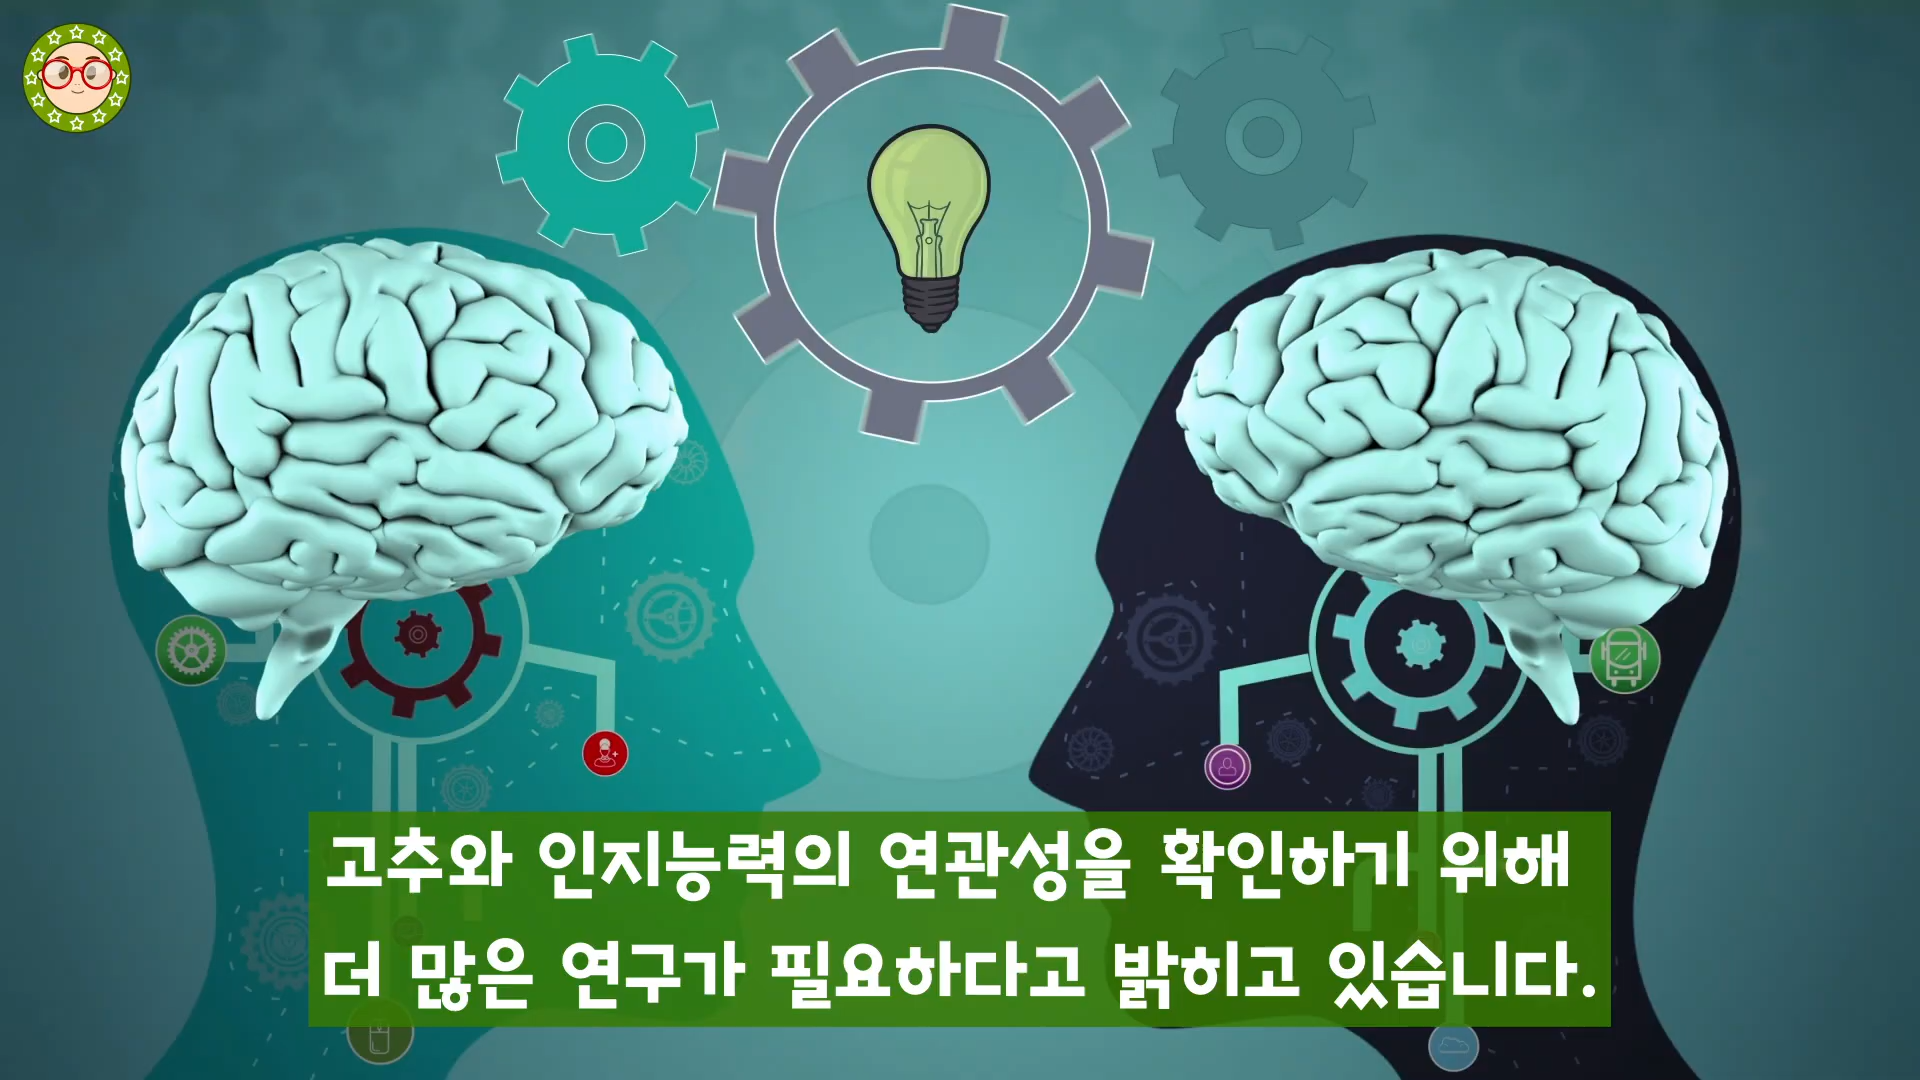 고추와 인지능력의 연관성을 확인하기 위해
더 많은 연구가 필요하다고 밝히고 있습니다.